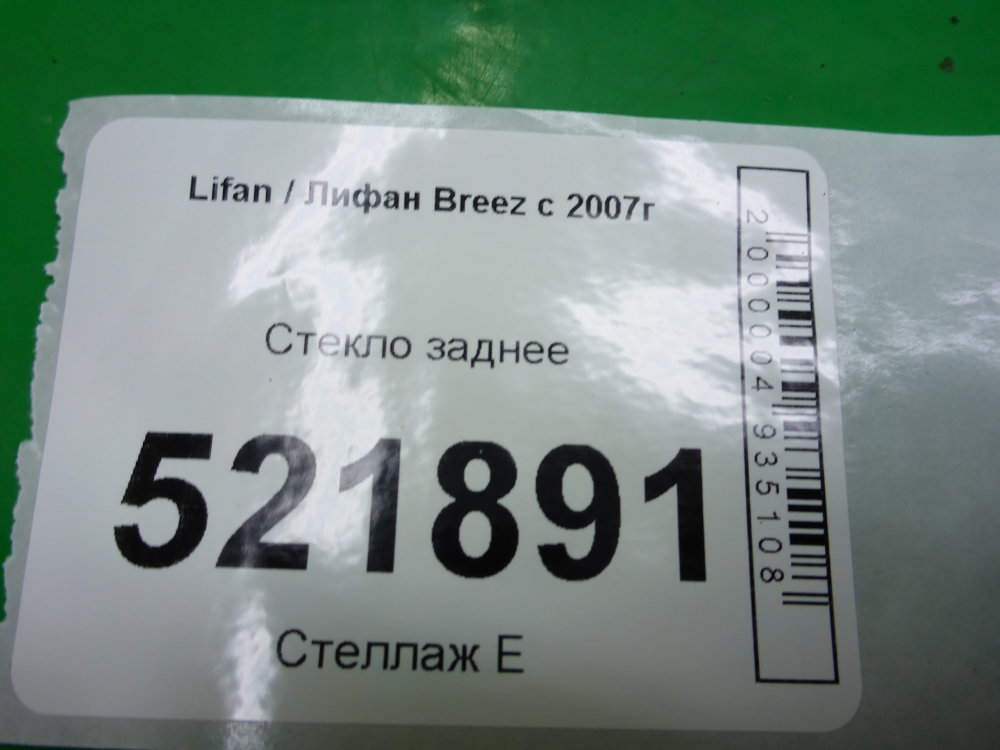 Lifan / Лифан Breez с 2007г
Стекло заднее
521891
Стеллаж Е
2000004935108